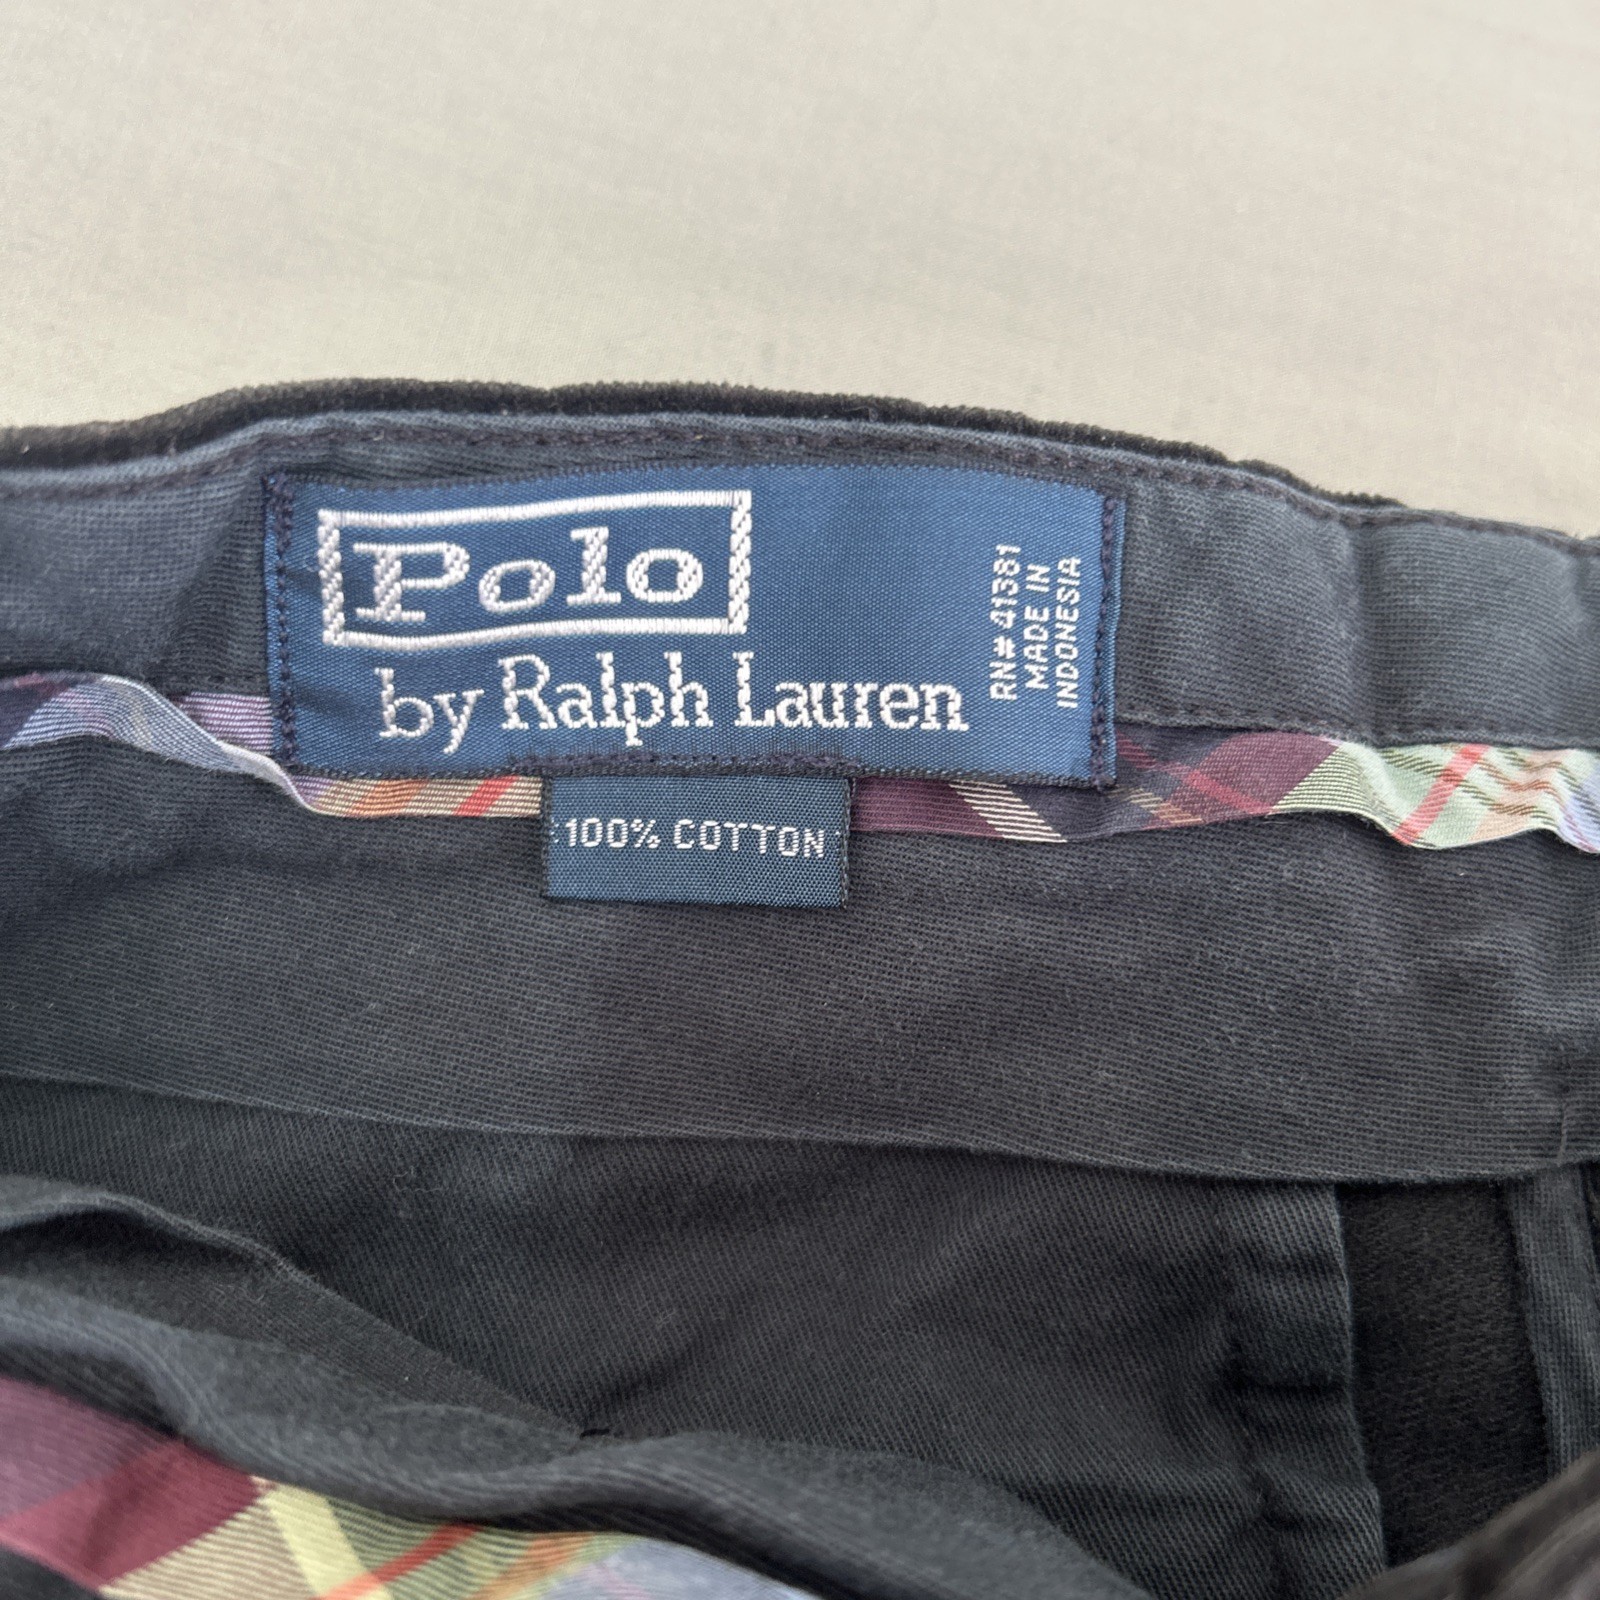 Polo
by Ralph Lauren
RN# 41381
MADE IN
INDONESIA
100% COTTON